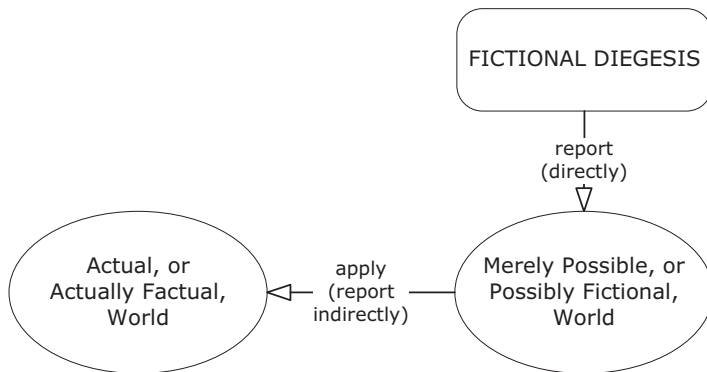 FICTIONAL DIEGESIS
report
(directly)
Actual, or
Actually Factual,
World
apply
(report
indirectly)
Merely Possible, or
Possibly Fictional,
World